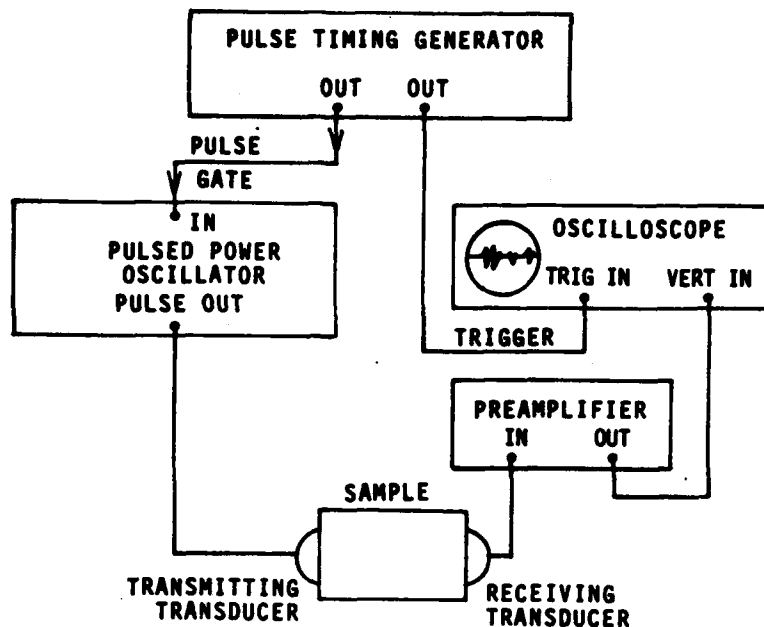 PULSE TIMING GENERATOR
OUT OUT
PULSE
GATE
IN
PULSED POWER
OSCILLATOR
PULSE OUT
OSCILLOSCOPE
TRIG IN VERT IN
TRIGGER
PREAMPLIFIER
IN OUT
SAMPLE
TRANSMITTING
TRANSDUCER
RECEIVING
TRANSDUCER